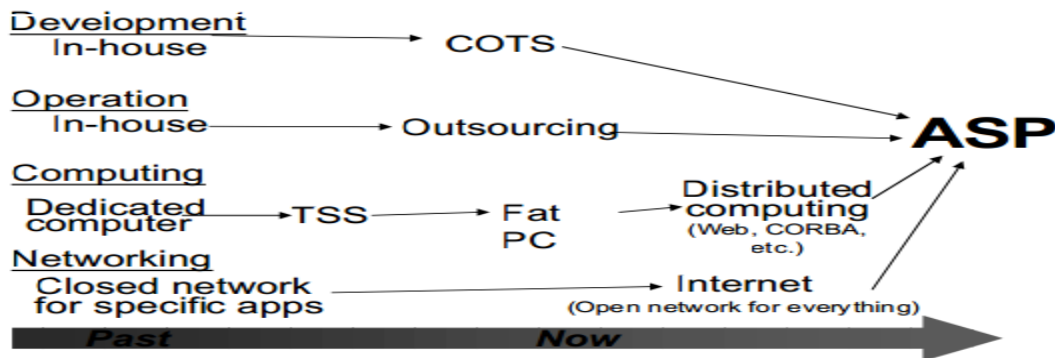 Development
In-house
COTS
Operation
In-house
Outsourcing
ASP
Computing
Dedicated
computer
TSS
Fat
PC
Distributed
computing
(Web, CORBA,
etc.)
Networking
Closed network
for specific apps
Internet
(Open network for everything)
Past
Now